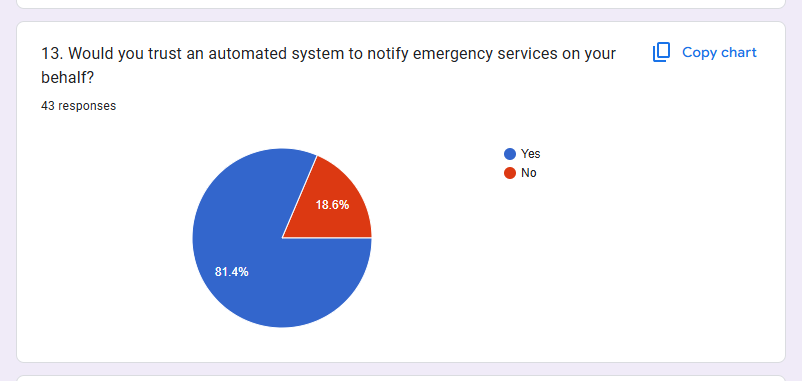 13. Would you trust an automated system to notify emergency services on your
behalf?
Copy chart
43 responses
Yes
No
18.6%
81.4%